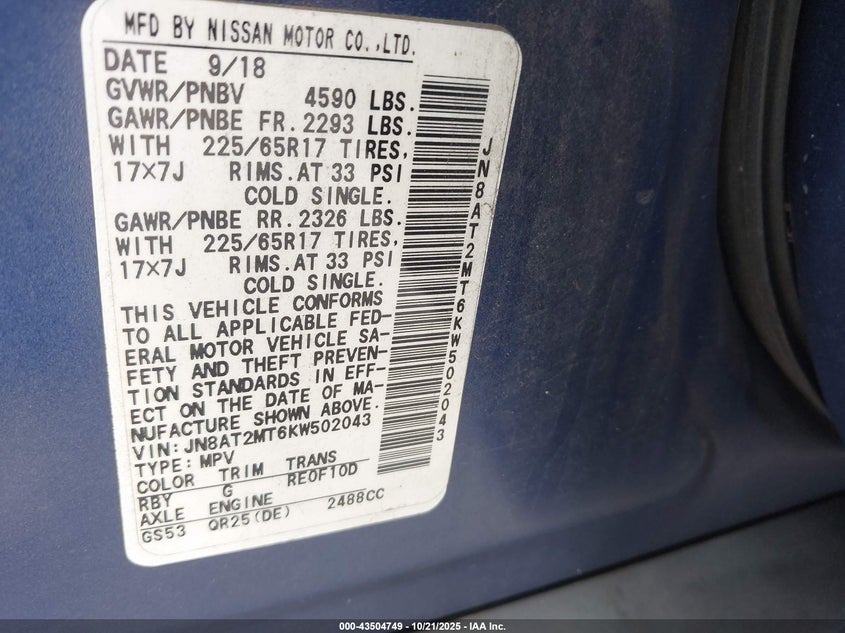 MFD BY NISSAN MOTOR CO.,LTD.
DATE 9/18
GVWR/PNBV 4590 LBS.
GAWR/PNBE FR. 2293 LBS.
WITH 225/65R17 TIRES,
17×7J RIMS.AT 33 PSI
COLD SINGLE.
GAWR/PNBE RR. 2326 LBS.
WITH 225/65R17 TIRES,
17×7J RIMS.AT 33 PSI
COLD SINGLE.
THIS VEHICLE CONFORMS
TO ALL APPLICABLE FED-
ERAL MOTOR VEHICLE SA-
FETY AND THEFT PREVEN-
TION STANDARDS IN EFF-
ECT ON THE DATE OF MA-
NUFACTURE SHOWN ABOVE.
VIN: JN8AT2MT6KW502043
TYPE: MPV
COLOR TRIM TRANS
RBY G RE0F10D
AXLE ENGINE
GS53 QR25(DE) 2488CC
JN8AT2MT6KW502043
000-43504749 - 10/21/2025 - IAA Inc.